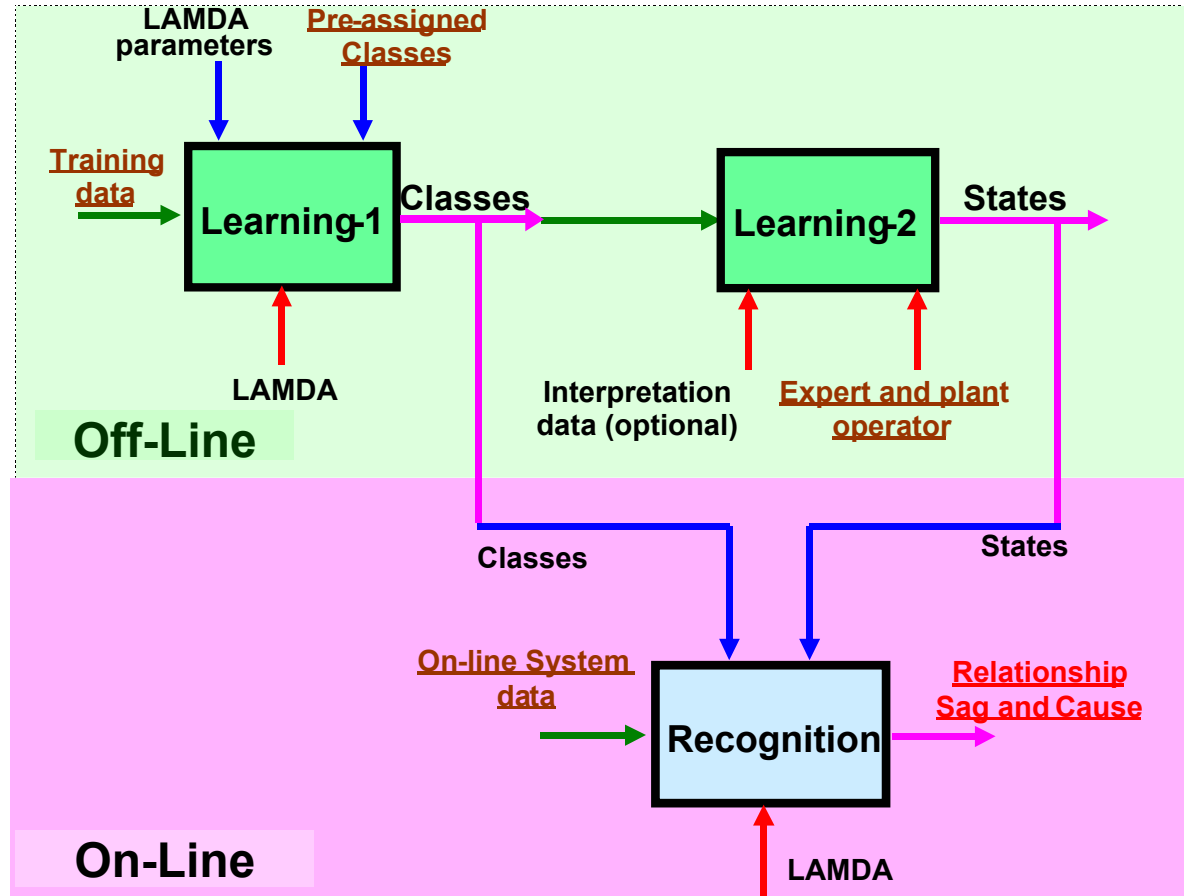 LAMDA
parameters
Pre-assigned
Classes
Training
data
Learning-1
Classes
Learning-2
States
LAMDA
Interpretation
data (optional)
Expert and plant
operator
Off-Line
Classes
States
On-line System
data
Recognition
Relationship
Sag and Cause
LAMDA
On-Line